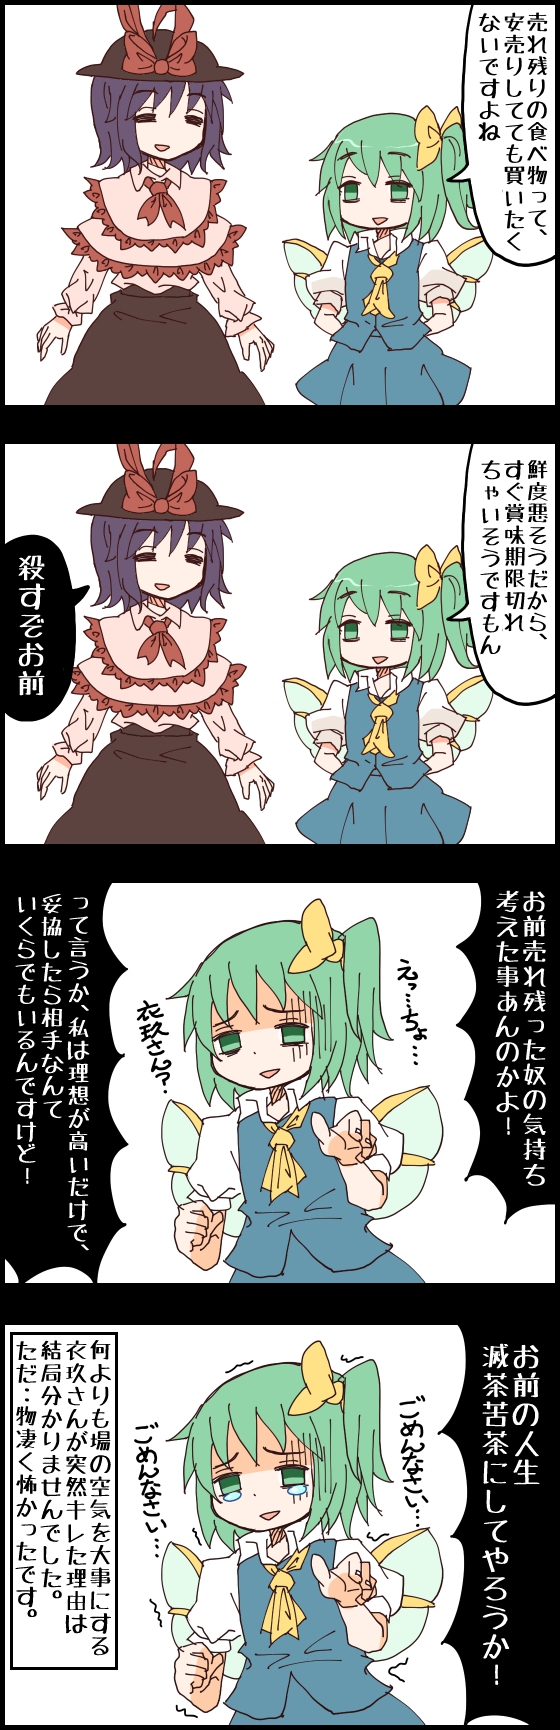 売れ残りの食べ物って、
安売りしてても買いたく
ないですよね
鮮度悪そうだから、
すぐ賞味期限切れ
ちゃいそうですもん
殺すぞお前
お前売れ残った奴の気持ち
考えた事あんのかよ!
えっ…ちょ…
衣玖さん?
って言うか、私は理想が高いだけで、
妥協したら相手なんて
いくらでもいるんですけど!
お前の人生
滅茶苦茶にしてやろうか!
ごめんなさい…
ごめんなさい…
何よりも場の空気を大事にする
衣玖さんが突然キレた理由は
結局分かりませんでした。
ただ…物凄く怖かったです。